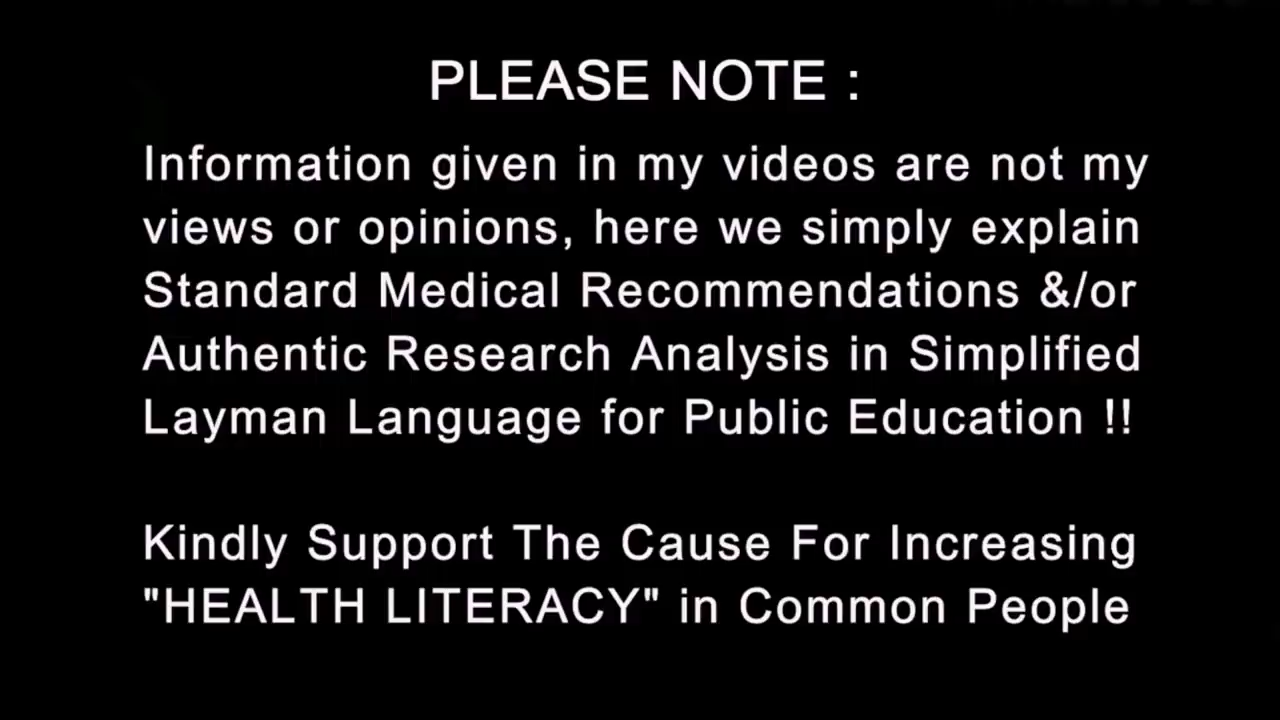 PLEASE NOTE :
Information given in my videos are not my
views or opinions, here we simply explain
Standard Medical Recommendations &/or
Authentic Research Analysis in Simplified
Layman Language for Public Education !!
Kindly Support The Cause For Increasing
"HEALTH LITERACY" in Common People